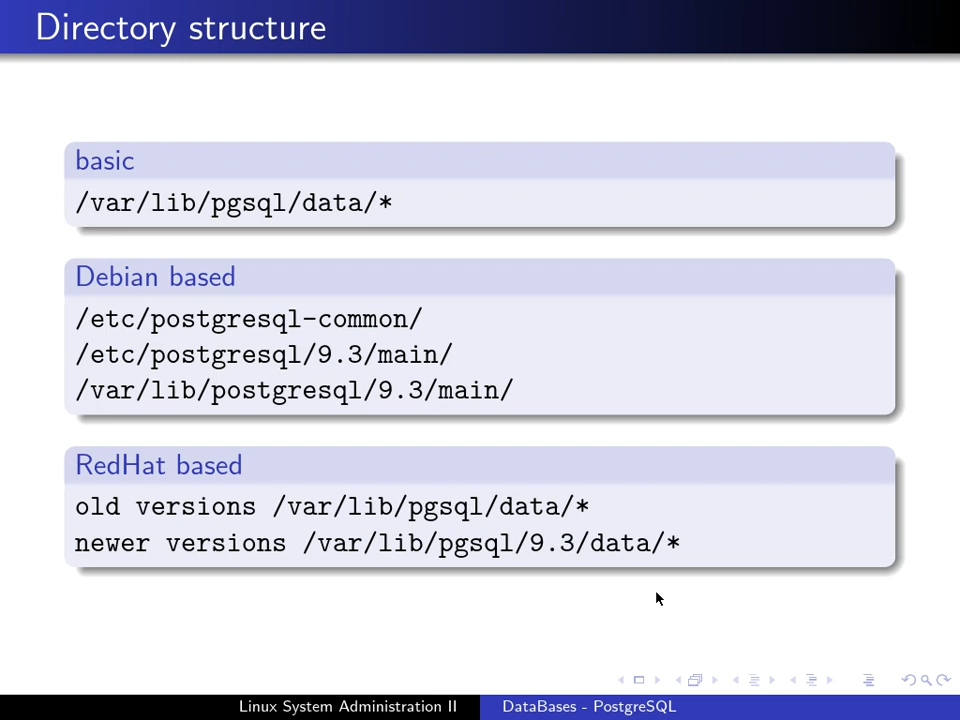 Directory structure
basic
/var/lib/pgsql/data/*
Debian based
/etc/postgresql-common/
/etc/postgresql/9.3/main/
/var/lib/postgresql/9.3/main/
RedHat based
old versions /var/lib/pgsql/data/*
newer versions /var/lib/pgsql/9.3/data/*
Linux System Administration II
DataBases - PostgreSQL